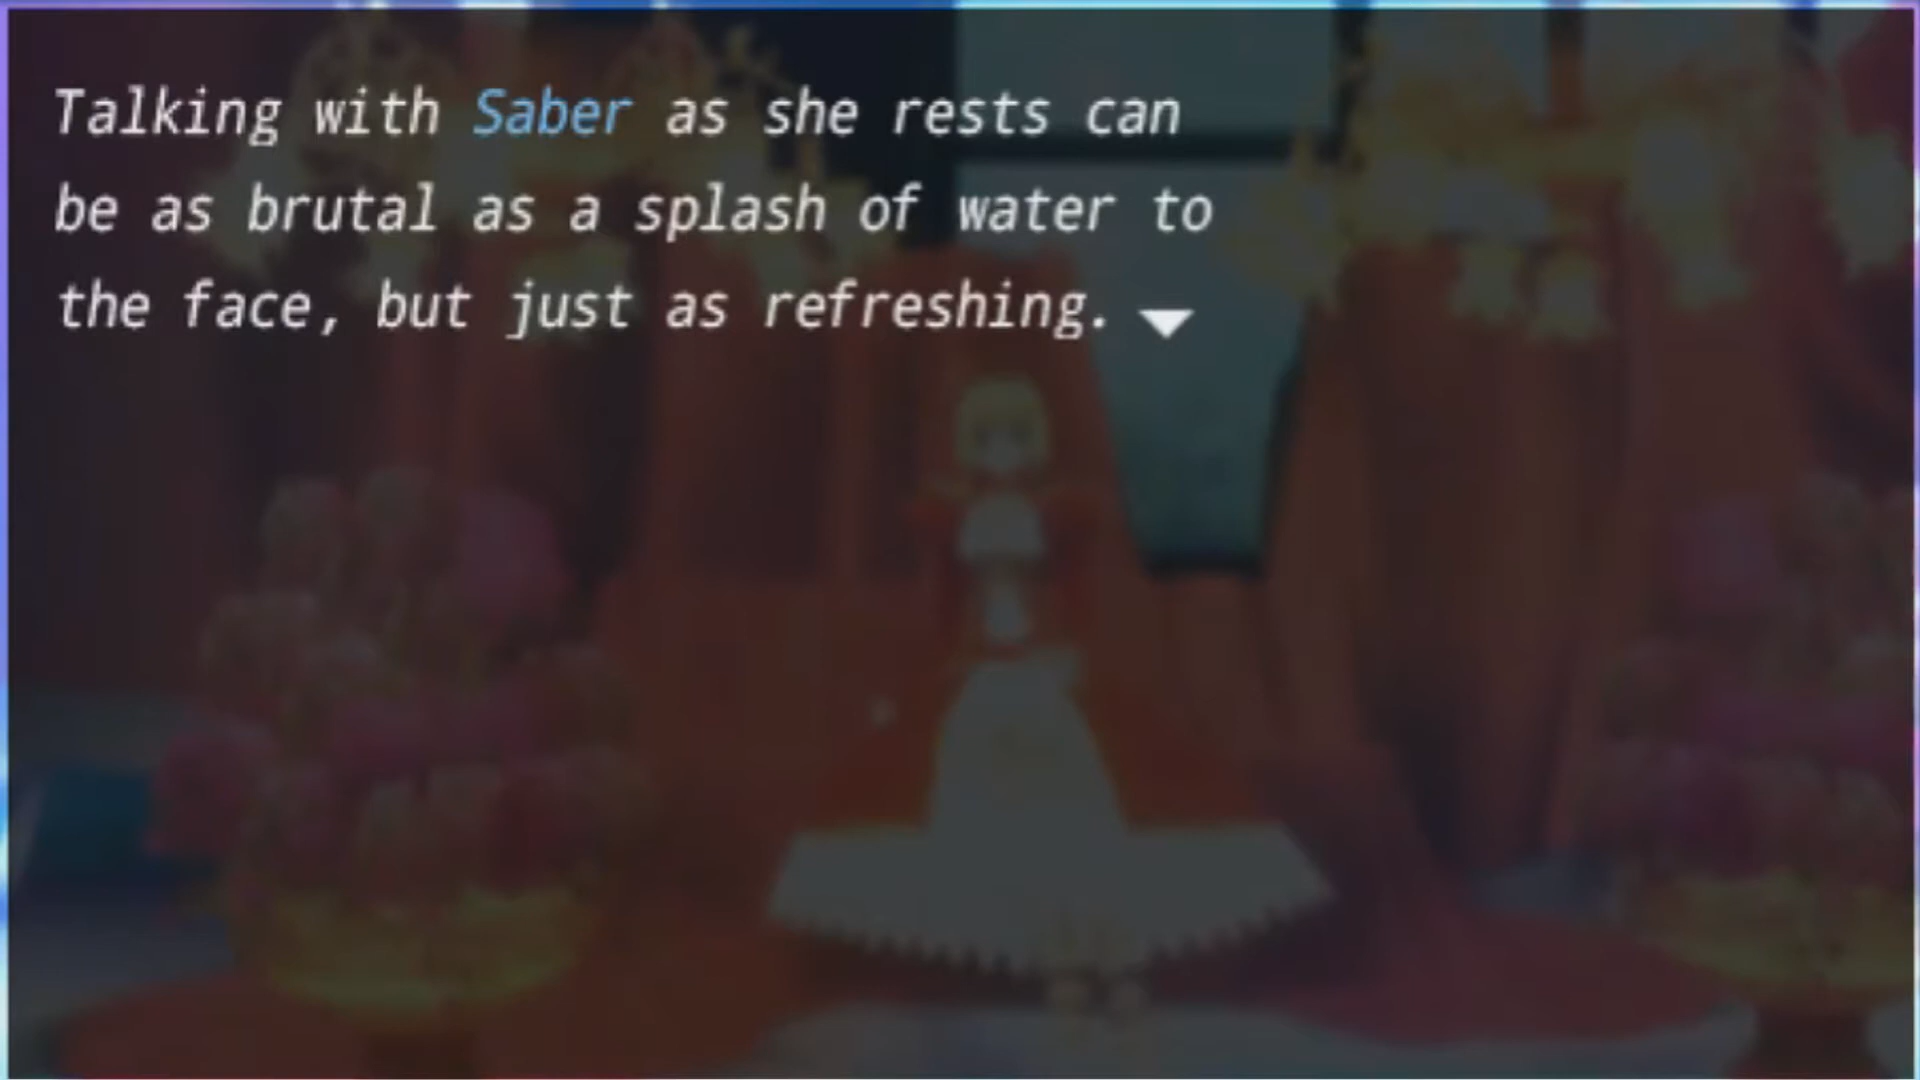 Talking with Saber as she rests can
be as brutal as a splash of water to
the face, but just as refreshing.